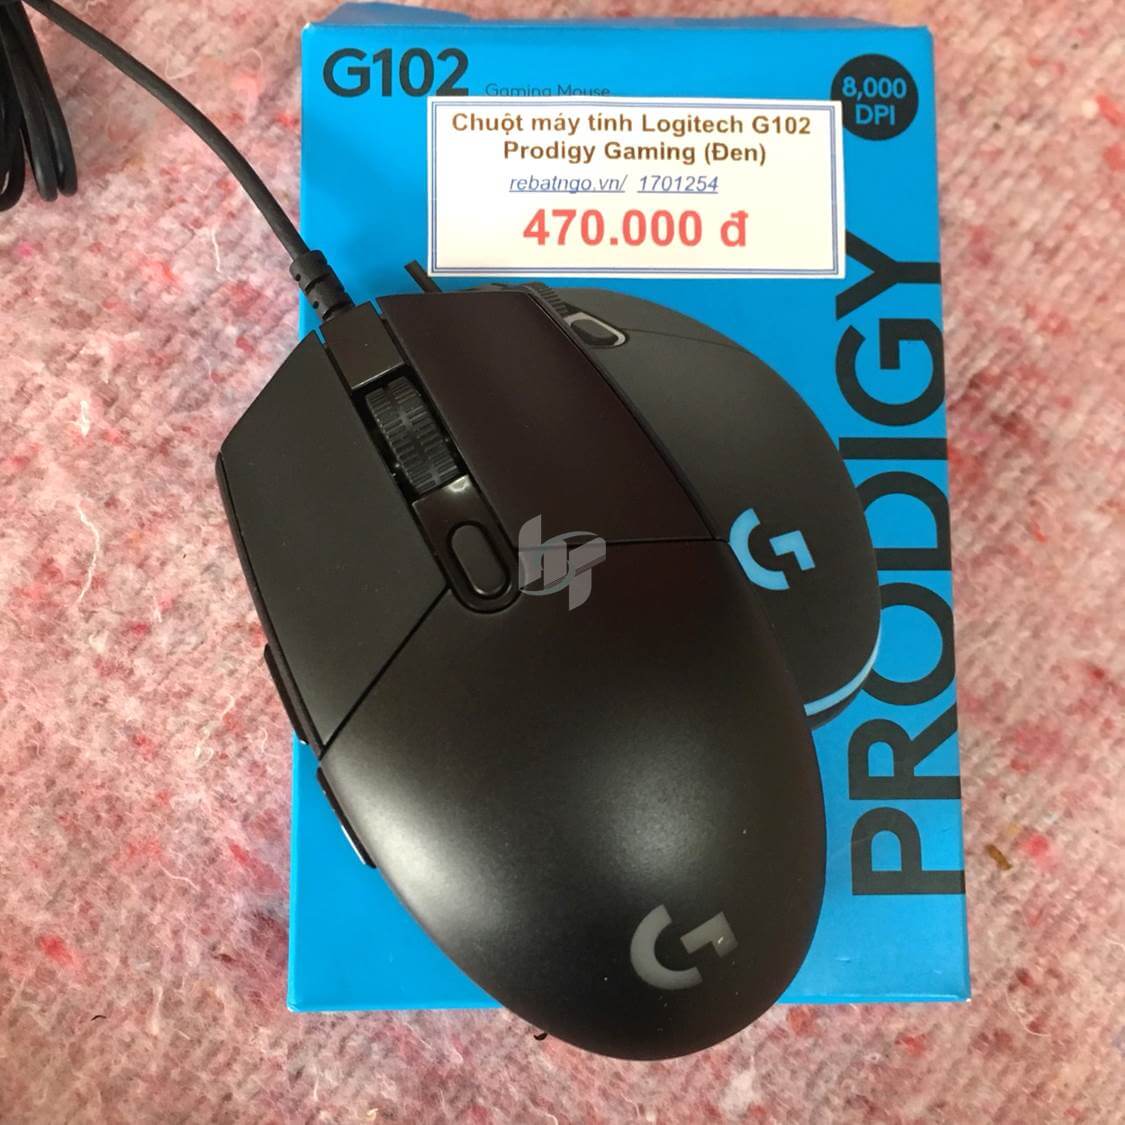 G102
Gaming Mouse
8,000
DPI
Chuột máy tính Logitech G102
Prodigy Gaming (Đen)
rebatngo.vn/ 1701254
470.000 đ
PRODIGY